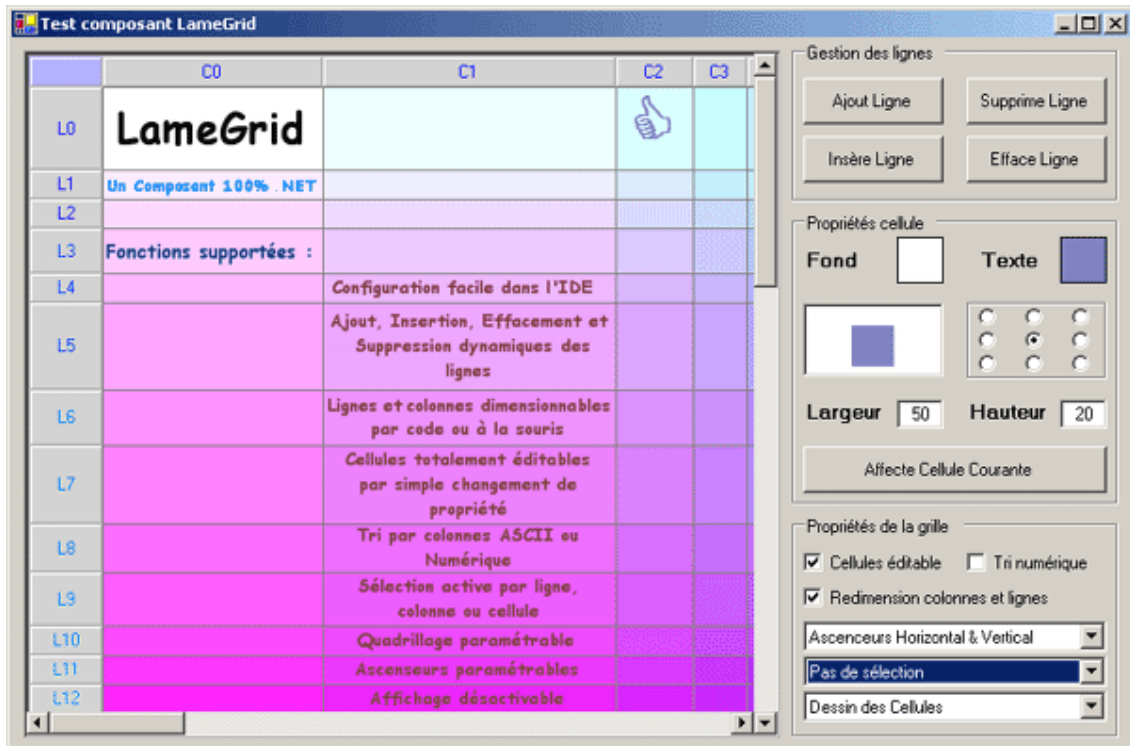 Test composant LameGrid
C0 C1 C2 C3
L0 LameGrid
L1 Un Composant 100% .NET
L2
L3 Fonctions supportées :
L4 Configuration facile dans l'IDE
L5 Ajout, Insertion, Effacement et
Suppression dynamiques des
lignes
L6 Lignes et colonnes dimensionnables
par code ou à la souris
L7 Cellules totalement éditables
par simple changement de
propriété
L8 Tri par colonnes ASCII ou
Numérique
L9 Sélection active par ligne,
colonne ou cellule
L10 Quadrillage paramétrable
L11 Ascenseurs paramétrables
L12 Affichage désactivable
Gestion des lignes
Ajout Ligne Supprime Ligne
Insère Ligne Efface Ligne
Propriétés cellule
Fond Texte
Largeur 50 Hauteur 20
Affecte Cellule Courante
Propriétés de la grille
Cellules éditable Tri numérique
Redimension colonnes et lignes
Ascenceurs Horizontal & Vertical
Pas de sélection
Dessin des Cellules